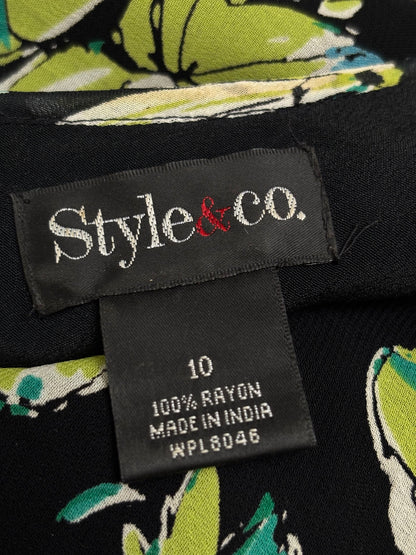 Style&co.
10
100% RAYON
MADE IN INDIA
WPL8046